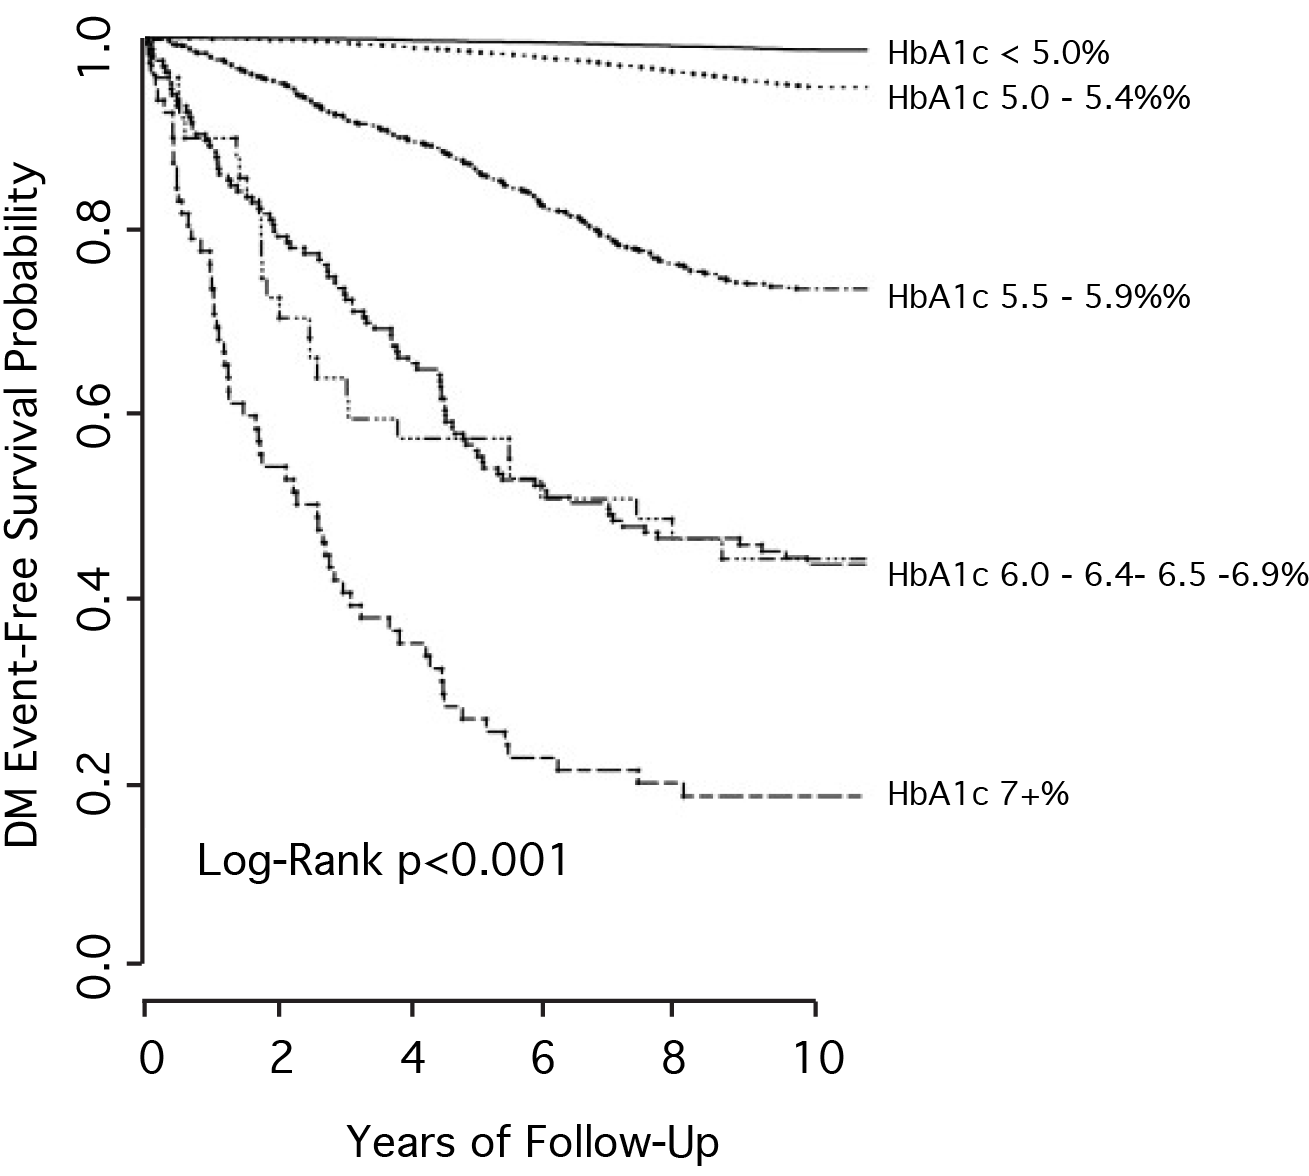 DM Event-Free Survival Probability
1.0
0.8
0.6
0.4
0.2
0.0
HbA1c < 5.0%
HbA1c 5.0 - 5.4%%
HbA1c 5.5 - 5.9%%
HbA1c 6.0 - 6.4- 6.5 -6.9%
HbA1c 7+%
Log-Rank p<0.001
0 2 4 6 8 10
Years of Follow-Up